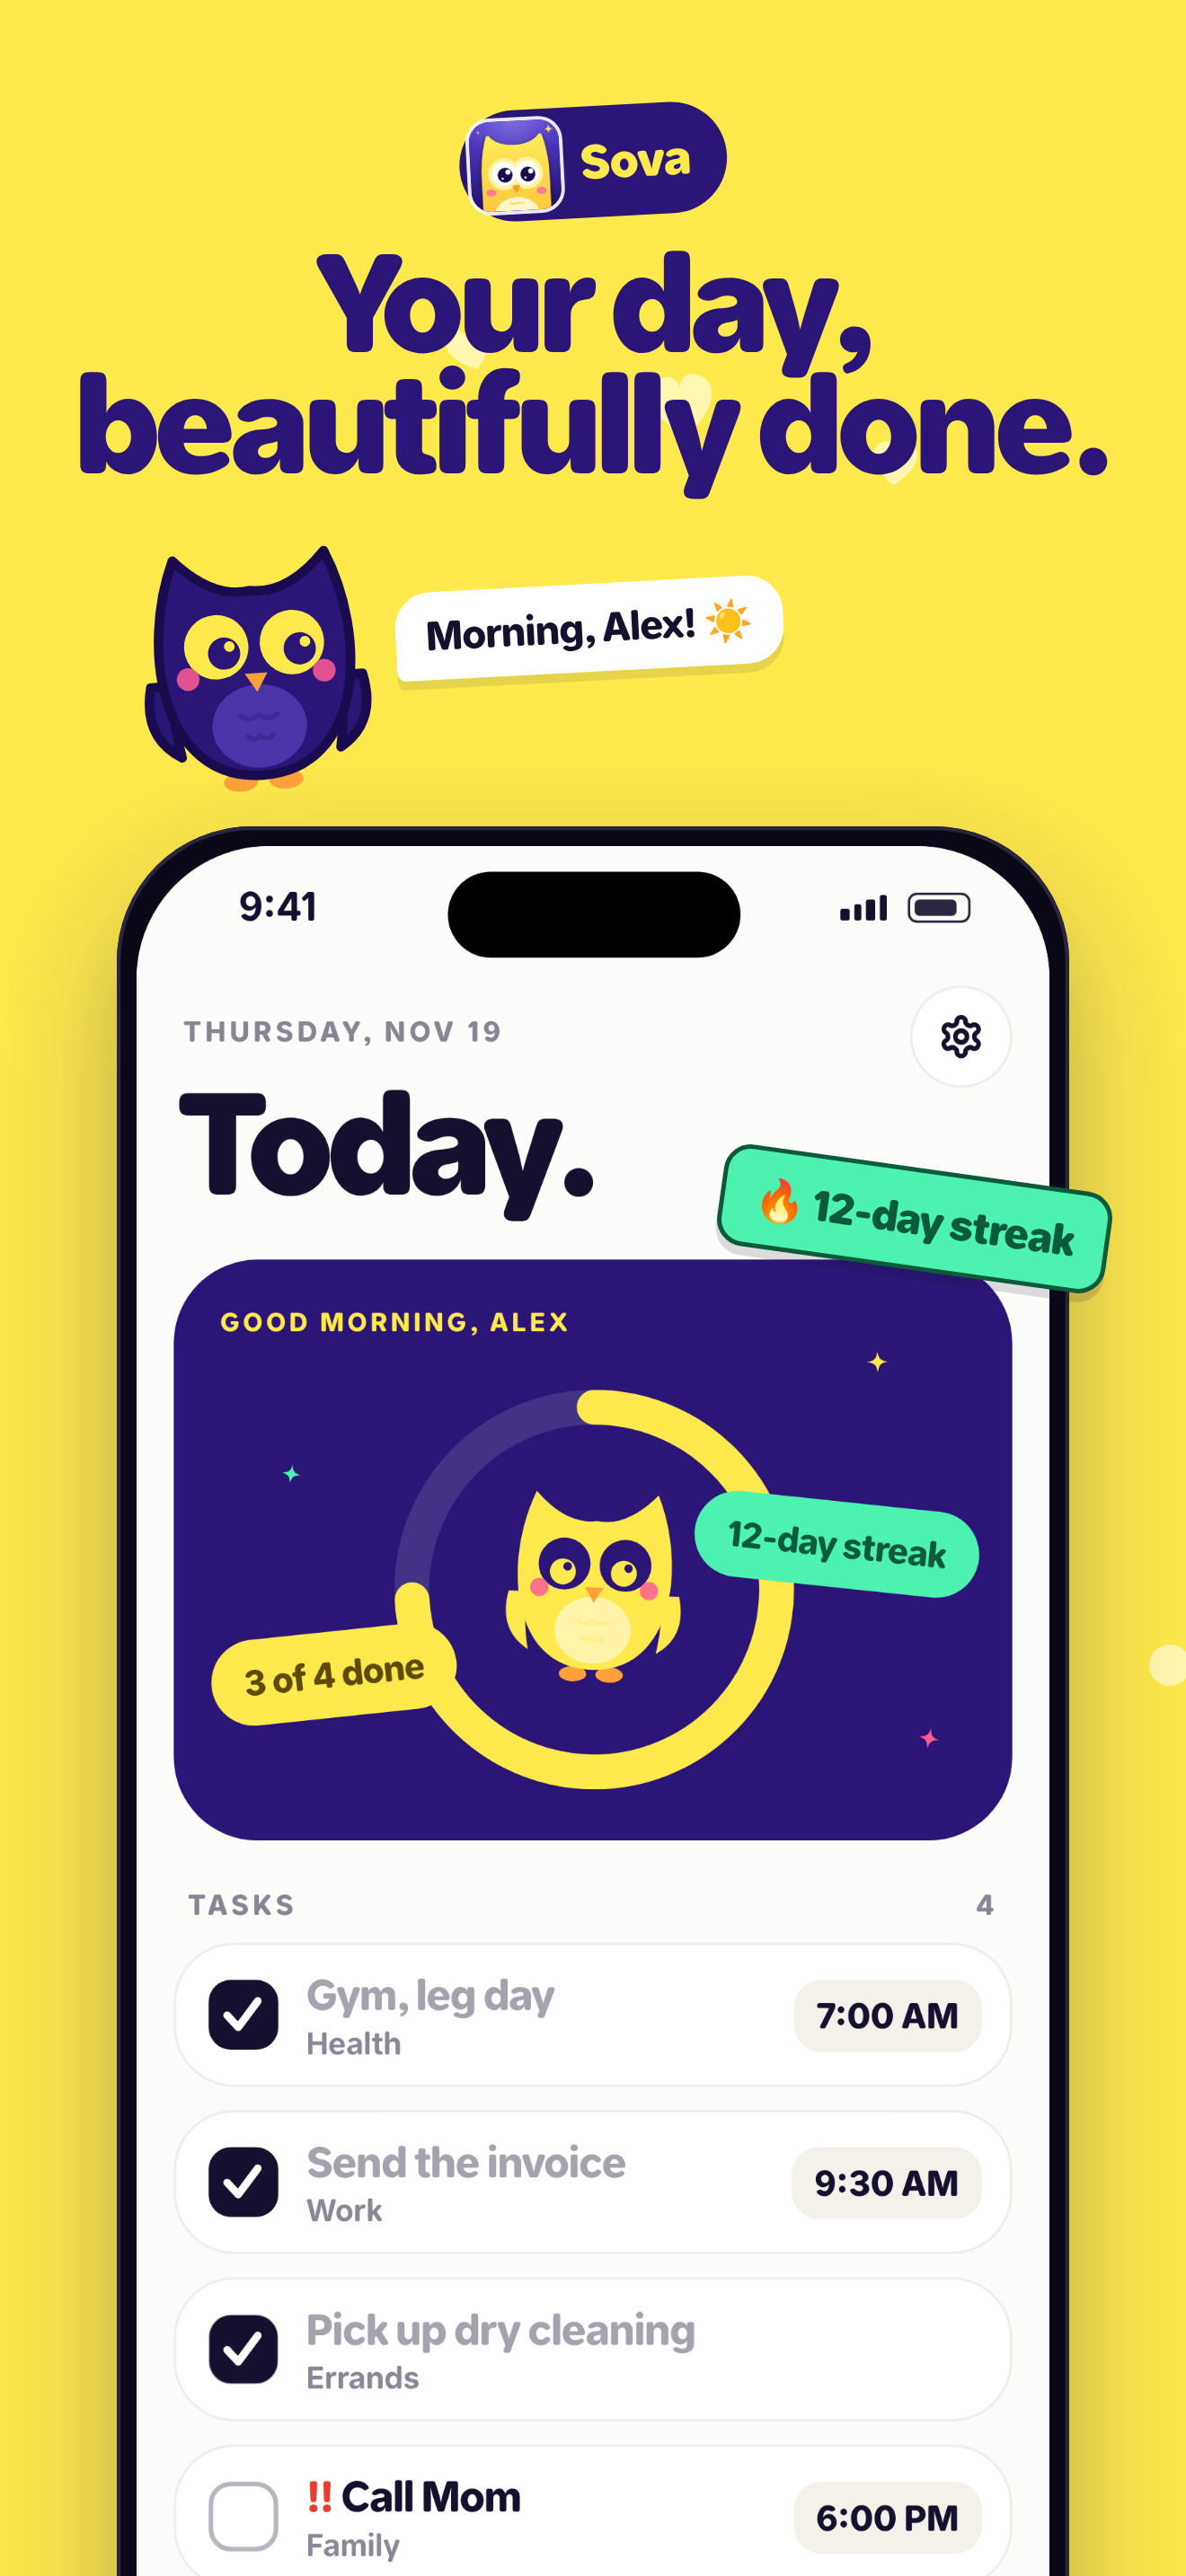 Sova
Your day,
beautifully done.
Morning, Alex! ☀️
9:41
THURSDAY, NOV 19
Today.
🔥 12-day streak
GOOD MORNING, ALEX
12-day streak
3 of 4 done
TASKS 4
Gym, leg day
Health
7:00 AM
Send the invoice
Work
9:30 AM
Pick up dry cleaning
Errands
!! Call Mom
Family
6:00 PM